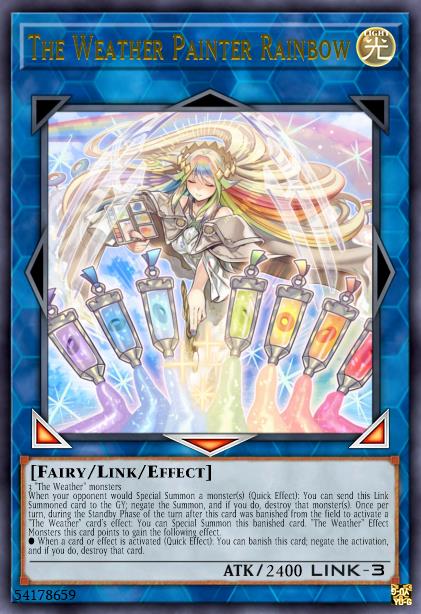 THE WEATHER PAINTER RAINBOW
LIGHT
光
[FAIRY/LINK/EFFECT]
3 "The Weather" monsters
When your opponent would Special Summon a monster(s) (Quick Effect): You can send this Link
Summoned card to the GY; negate the Summon, and if you do, destroy that monster(s). Once per
turn, during the Standby Phase of the turn after this card was banished from the field to activate a
"The Weather" card's effect: You can Special Summon this banished card. "The Weather" Effect
Monsters this card points to gain the following effect.
● When a card or effect is activated (Quick Effect): You can banish this card; negate the activation,
and if you do, destroy that card.
ATK/2400 LINK-3
54178659